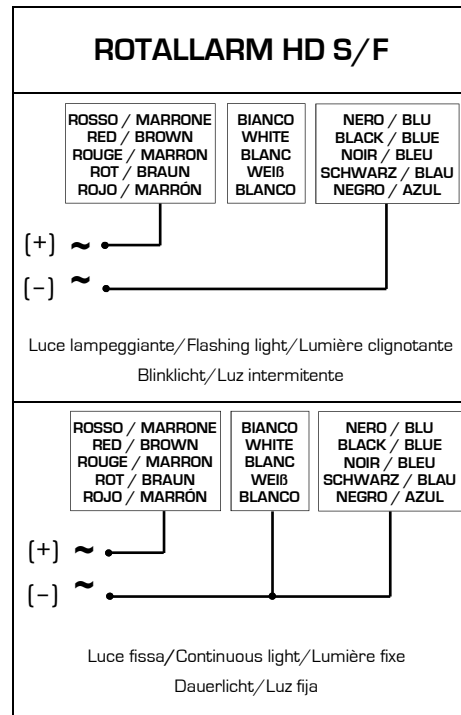 ROTALLARM HD S/F
ROSSO / MARRONE
RED / BROWN
ROUGE / MARRON
ROT / BRAUN
ROJO / MARRÓN
BIANCO
WHITE
BLANC
WEIß
BLANCO
NERO / BLU
BLACK / BLUE
NOIR / BLEU
SCHWARZ / BLAU
NEGRO / AZUL
(+) ~
(−) ~
Luce lampeggiante/Flashing light/Lumière clignotante
Blinklicht/Luz intermitente
ROSSO / MARRONE
RED / BROWN
ROUGE / MARRON
ROT / BRAUN
ROJO / MARRÓN
BIANCO
WHITE
BLANC
WEIß
BLANCO
NERO / BLU
BLACK / BLUE
NOIR / BLEU
SCHWARZ / BLAU
NEGRO / AZUL
(+) ~
(−) ~
Luce fissa/Continuous light/Lumière fixe
Dauerlicht/Luz fija